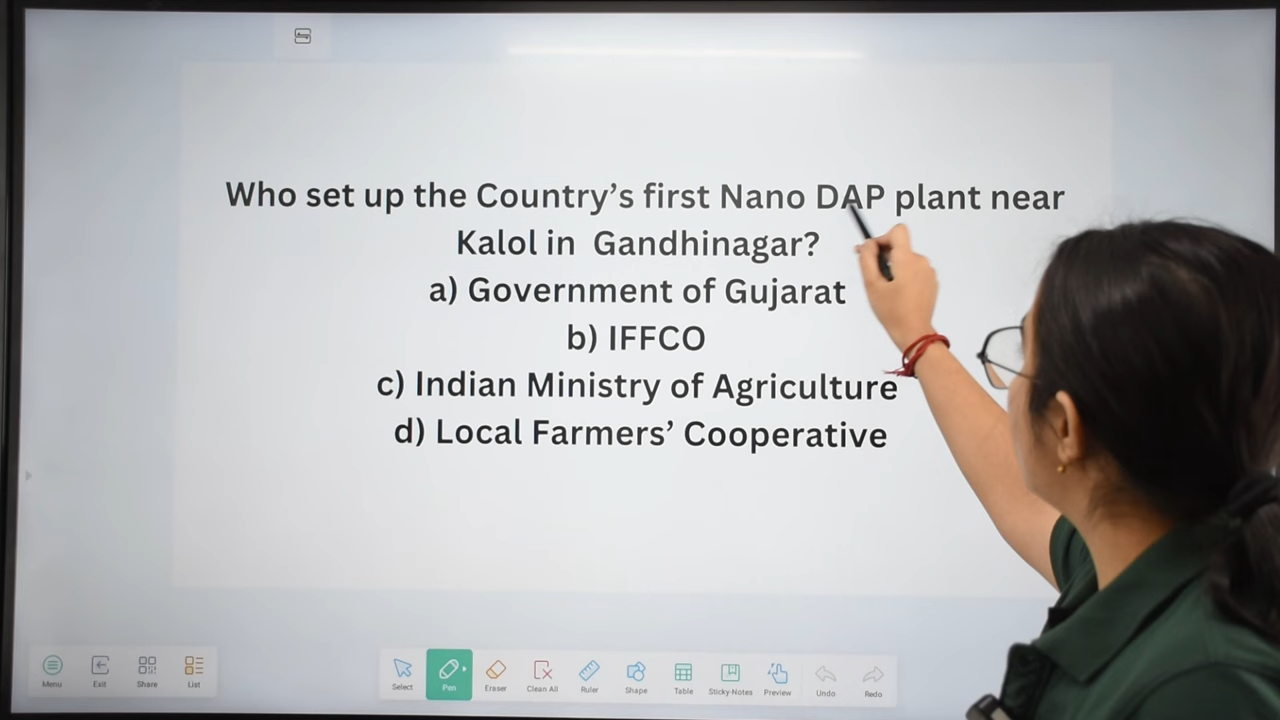 Who set up the Country's first Nano DAP plant near
Kalol in Gandhinagar?
a) Government of Gujarat
b) IFFCO
c) Indian Ministry of Agriculture
d) Local Farmers' Cooperative
Menu Exit Share List Select Pen Eraser Clean All Ruler Shape Table Sticky-Notes Preview Undo Redo